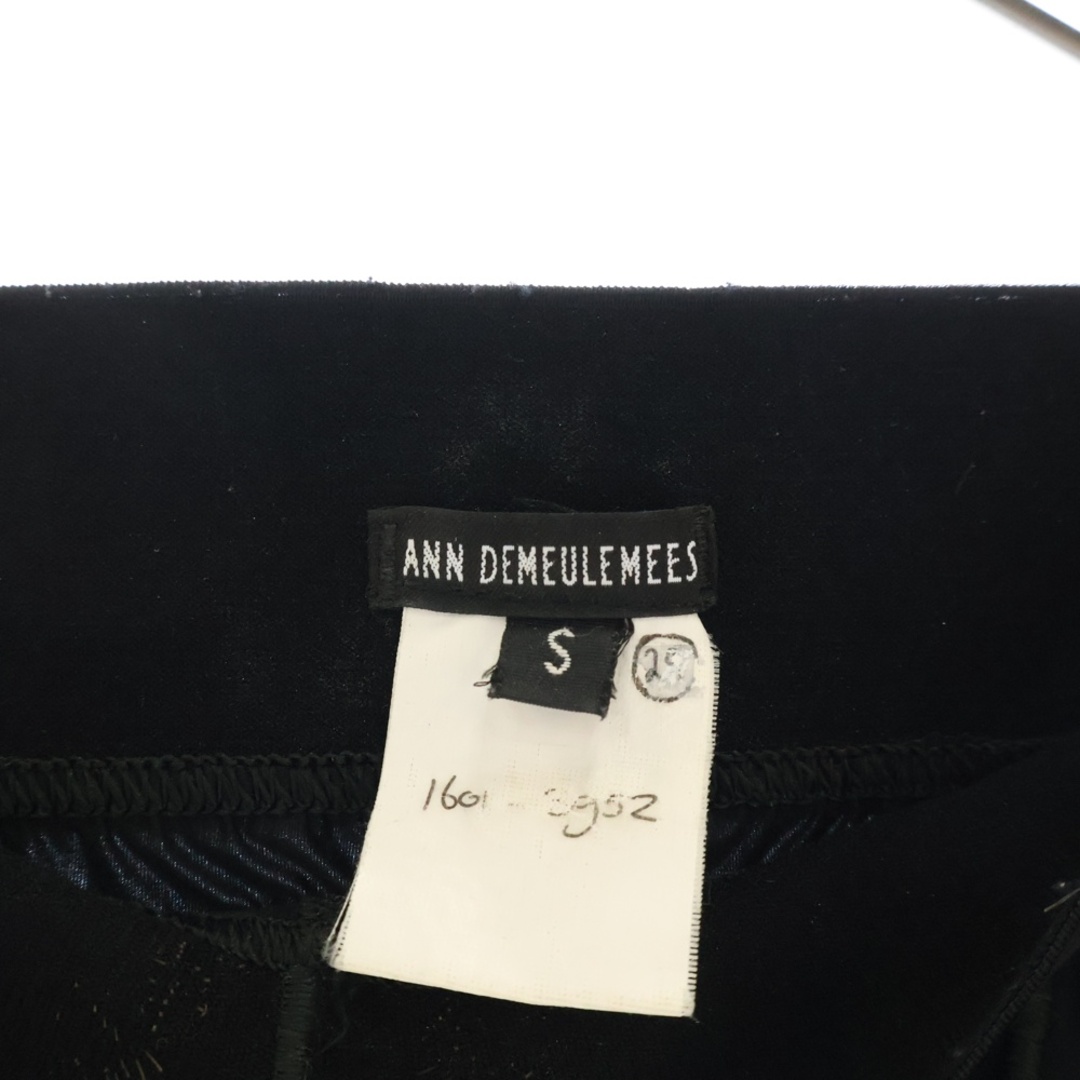 ANN DEMEULEMEES
S
1601 - 3952